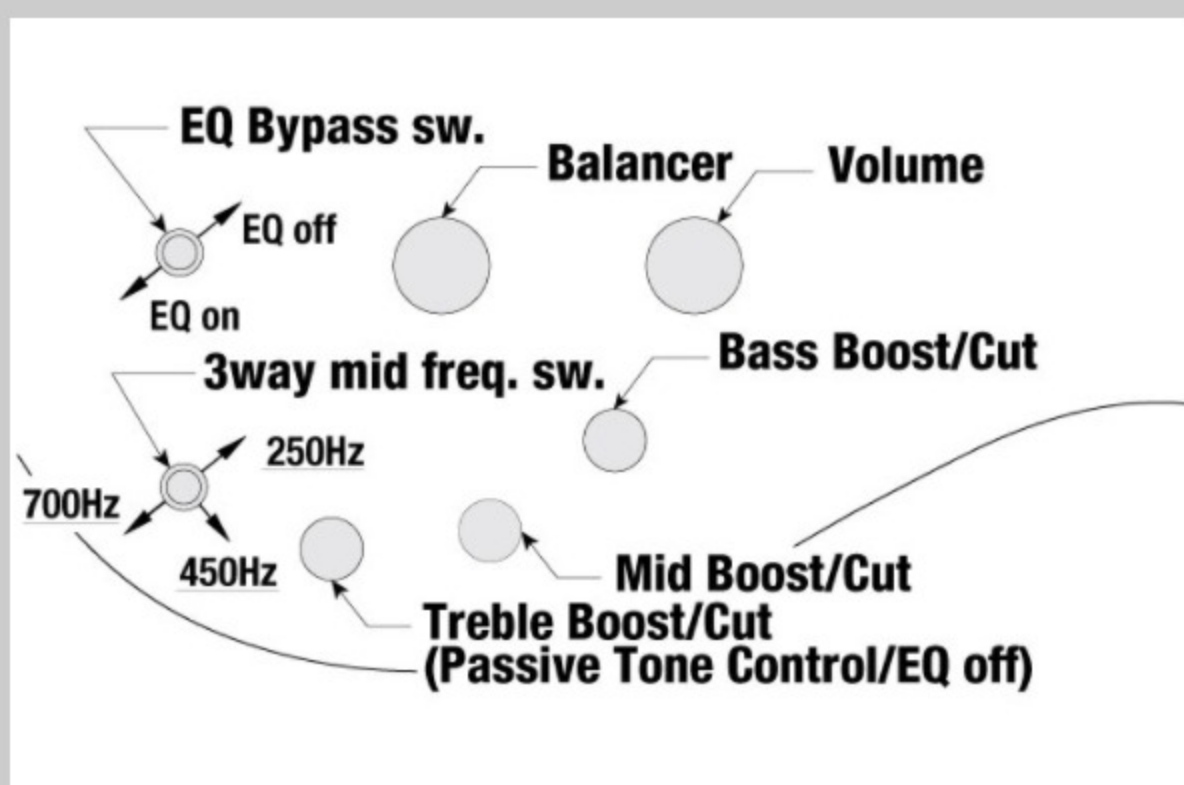 EQ Bypass sw.
Balancer
Volume
EQ off
EQ on
3way mid freq. sw.
Bass Boost/Cut
250Hz
700Hz
450Hz
Mid Boost/Cut
Treble Boost/Cut
(Passive Tone Control/EQ off)